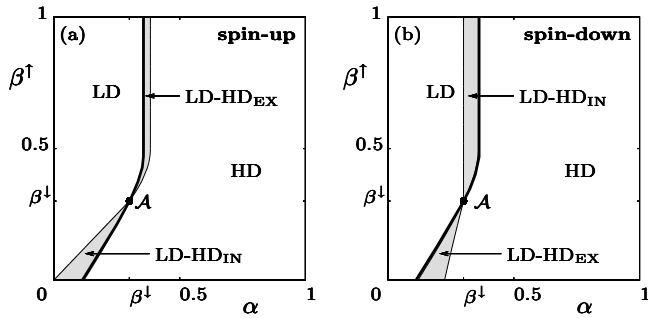 1
(a)
spin-up
β↑
LD
LD-HD_EX
0.5
HD
β↓
A
LD-HD_IN
0
β↓
0.5
α
1
1
(b)
spin-down
β↑
LD
LD-HD_IN
0.5
HD
β↓
A
LD-HD_EX
0
β↓
0.5
α
1